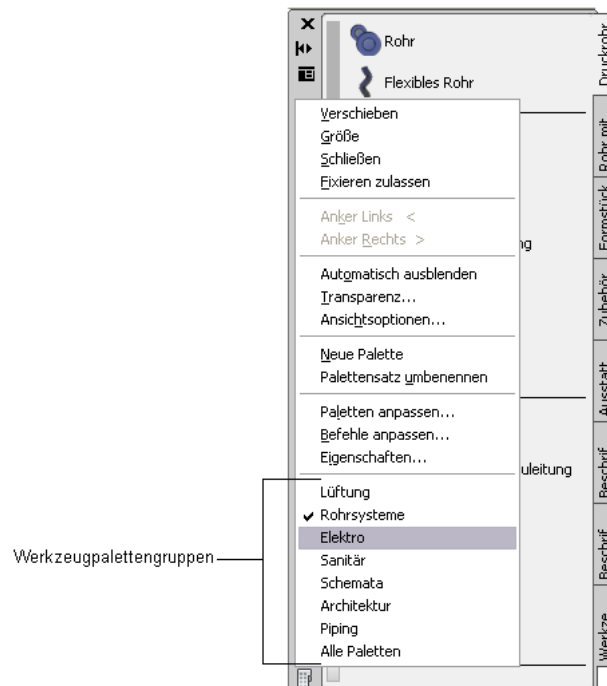 Rohr
Flexibles Rohr
Druckrohr
Verschieben
Größe
Schließen
Fixieren zulassen
Rohr mit
Anker Links <
Anker Rechts >
Formstück
ng
Automatisch ausblenden
Transparenz...
Ansichtsoptionen...
Zubehör
Neue Palette
Palettensatz umbenennen
Ausstatt
Paletten anpassen...
Befehle anpassen...
Eigenschaften...
uleitung
Beschrif
Lüftung
Rohrsysteme
Elektro
Sanitär
Beschrif
Werkzeugpalettengruppen
Schemata
Architektur
Piping
Alle Paletten
Werkze